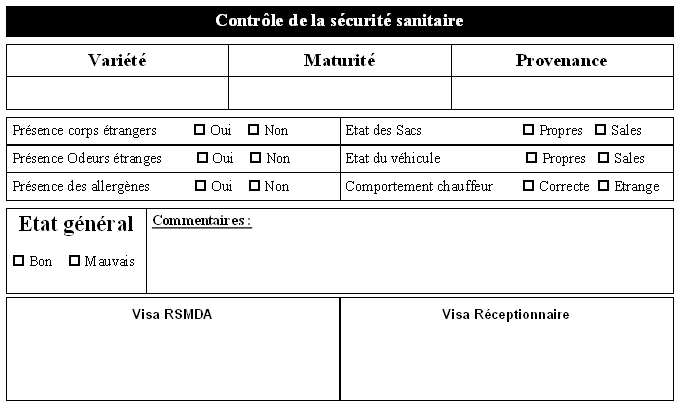 Contrôle de la sécurité sanitaire
Variété Maturité Provenance
Présence corps étrangers Oui Non Etat des Sacs Propres Sales
Présence Odeurs étranges Oui Non Etat du véhicule Propres Sales
Présence des allergènes Oui Non Comportement chauffeur Correcte Etrange
Etat général Commentaires :
Bon Mauvais
Visa RSMDA Visa Réceptionnaire